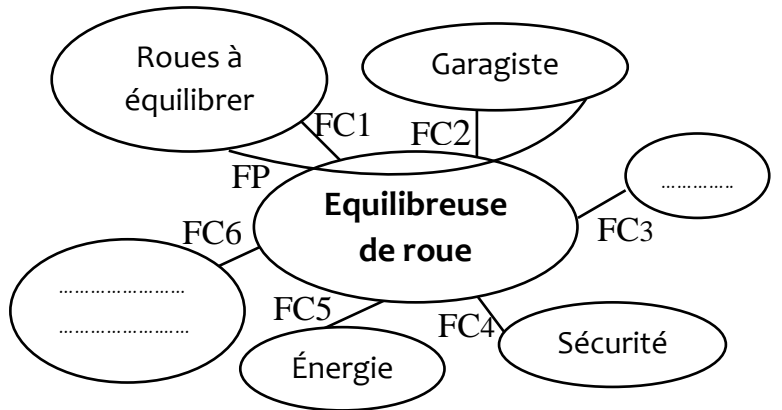 Roues à
équilibrer
Garagiste
FC1
FC2
FP
Equilibreuse
de roue
…………..
FC3
FC6
……………………
…………………….
FC5
FC4
Énergie
Sécurité